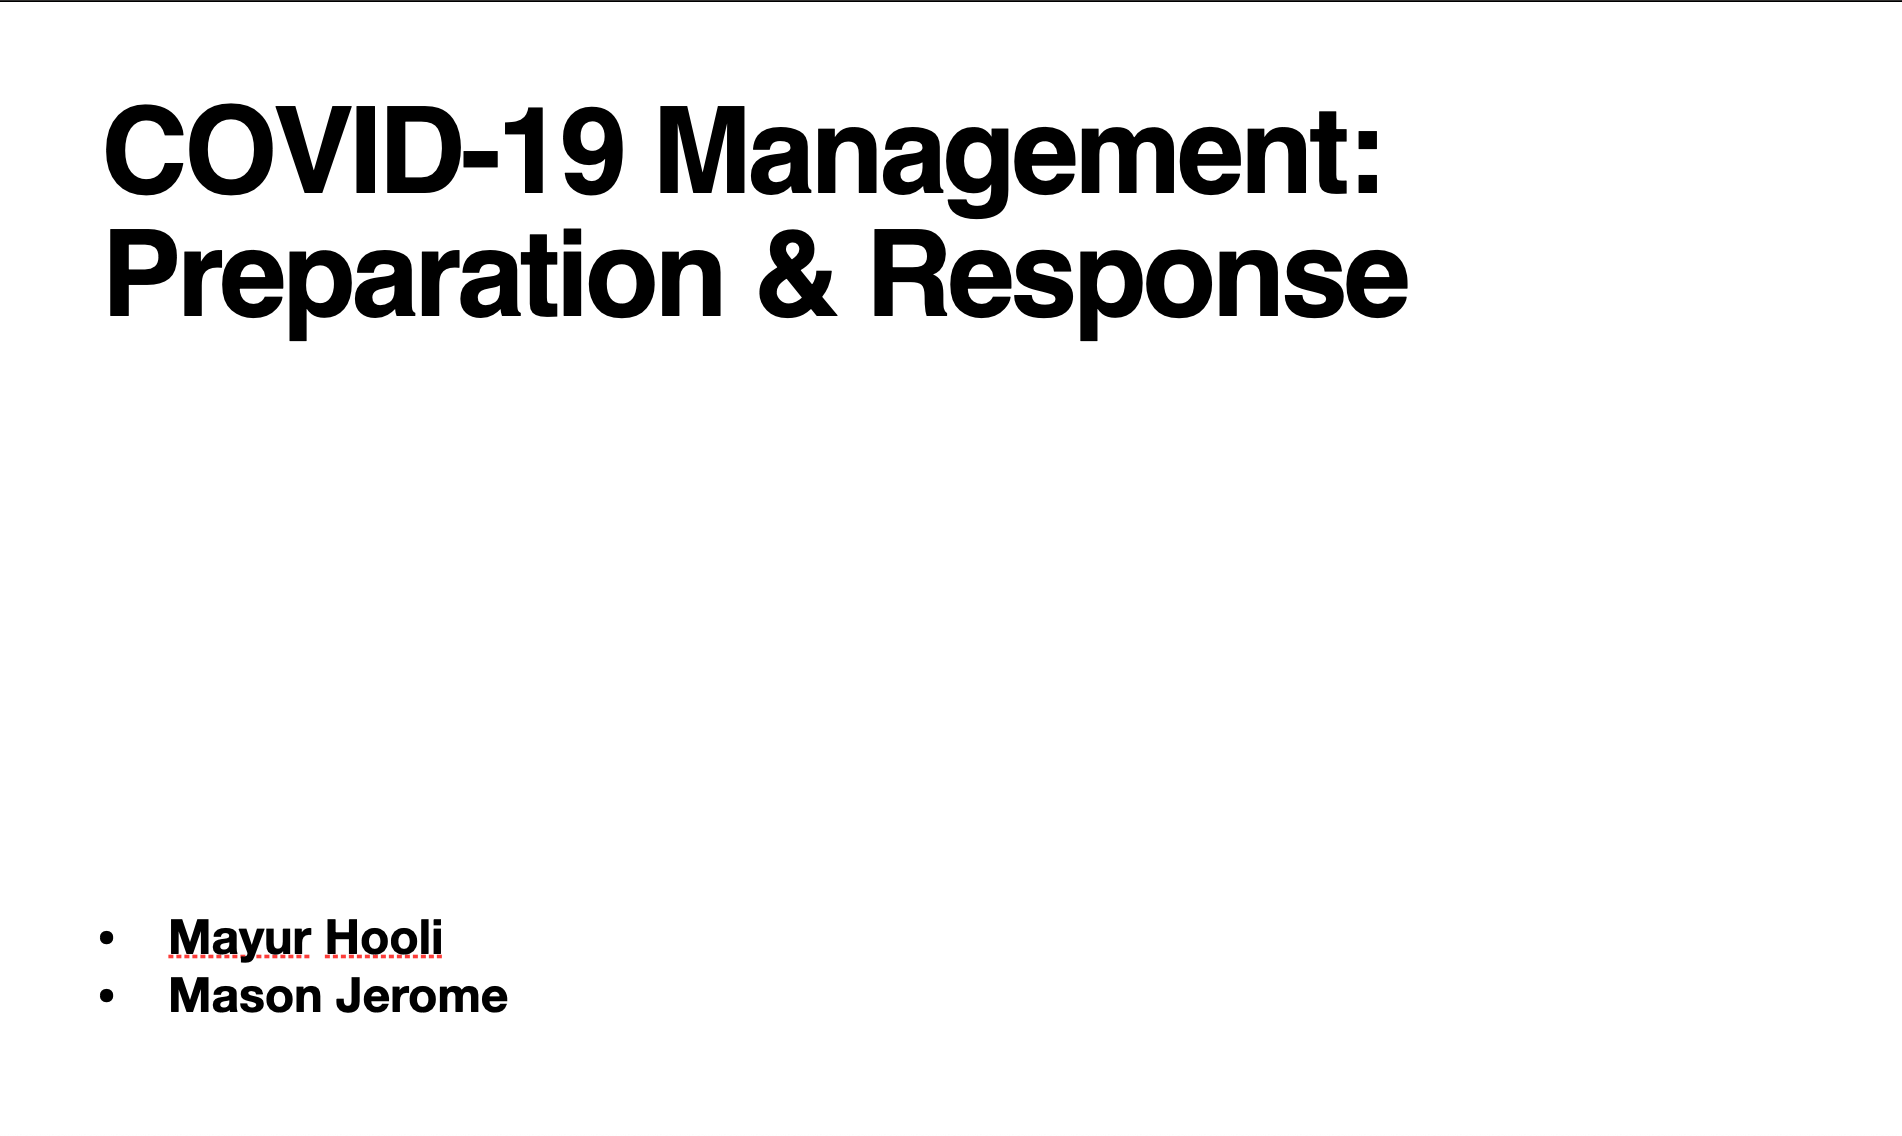 COVID-19 Management:
Preparation & Response
• Mayur Hooli
• Mason Jerome